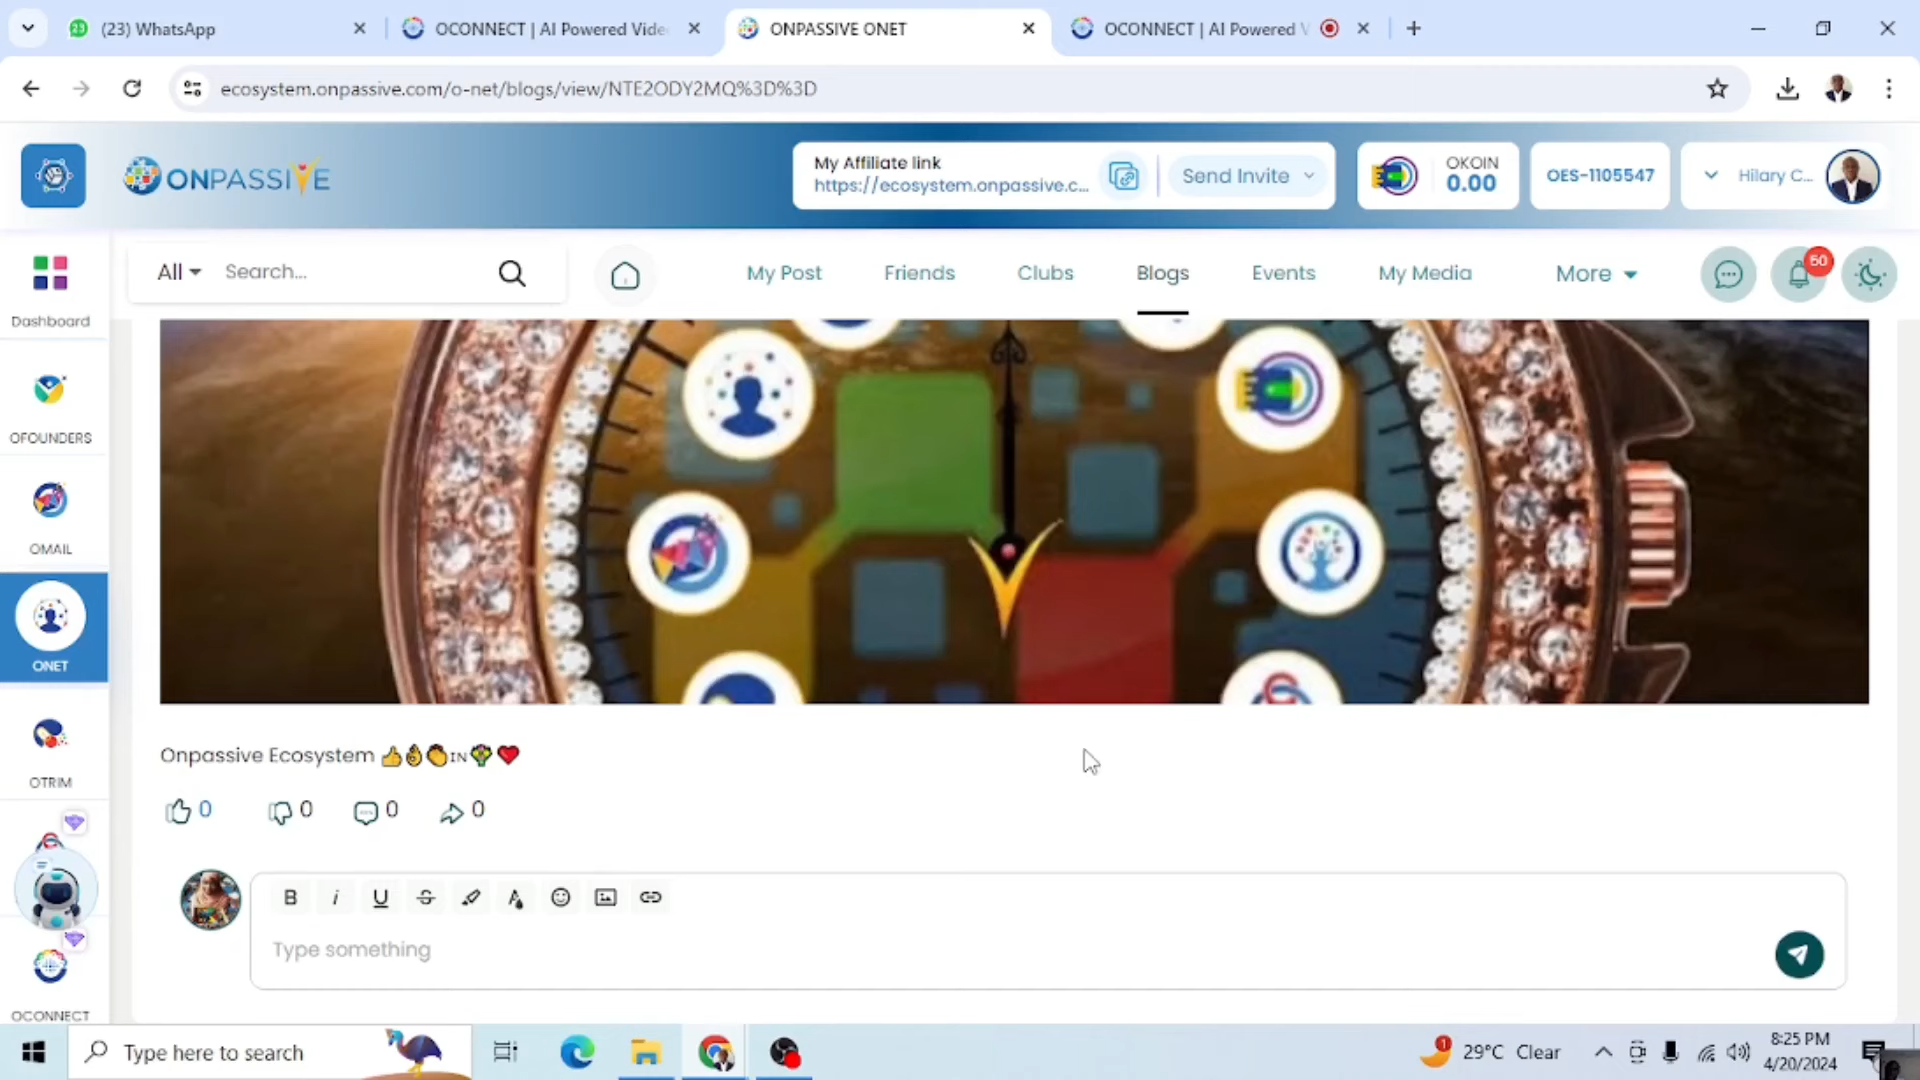 (23) WhatsApp
OCONNECT | AI Powered Vide
ONPASSIVE ONET
OCONNECT | AI Powered V
ecosystem.onpassive.com/o-net/blogs/view/NTE2ODY2MQ%3D%3D
ONPASSIVE
My Affiliate link
https://ecosystem.onpassive.c...
Send Invite
OKOIN
0.00
OES-1105547
Hilary C...
All
Search...
My Post
Friends
Clubs
Blogs
Events
My Media
More
50
Dashboard
OFOUNDERS
OMAIL
ONET
OTRIM
OCONNECT
Onpassive Ecosystem 👍👌👏IN💐❤️
0
0
0
0
B i U S A
Type something
Type here to search
1
29°C Clear
8:25 PM
4/20/2024